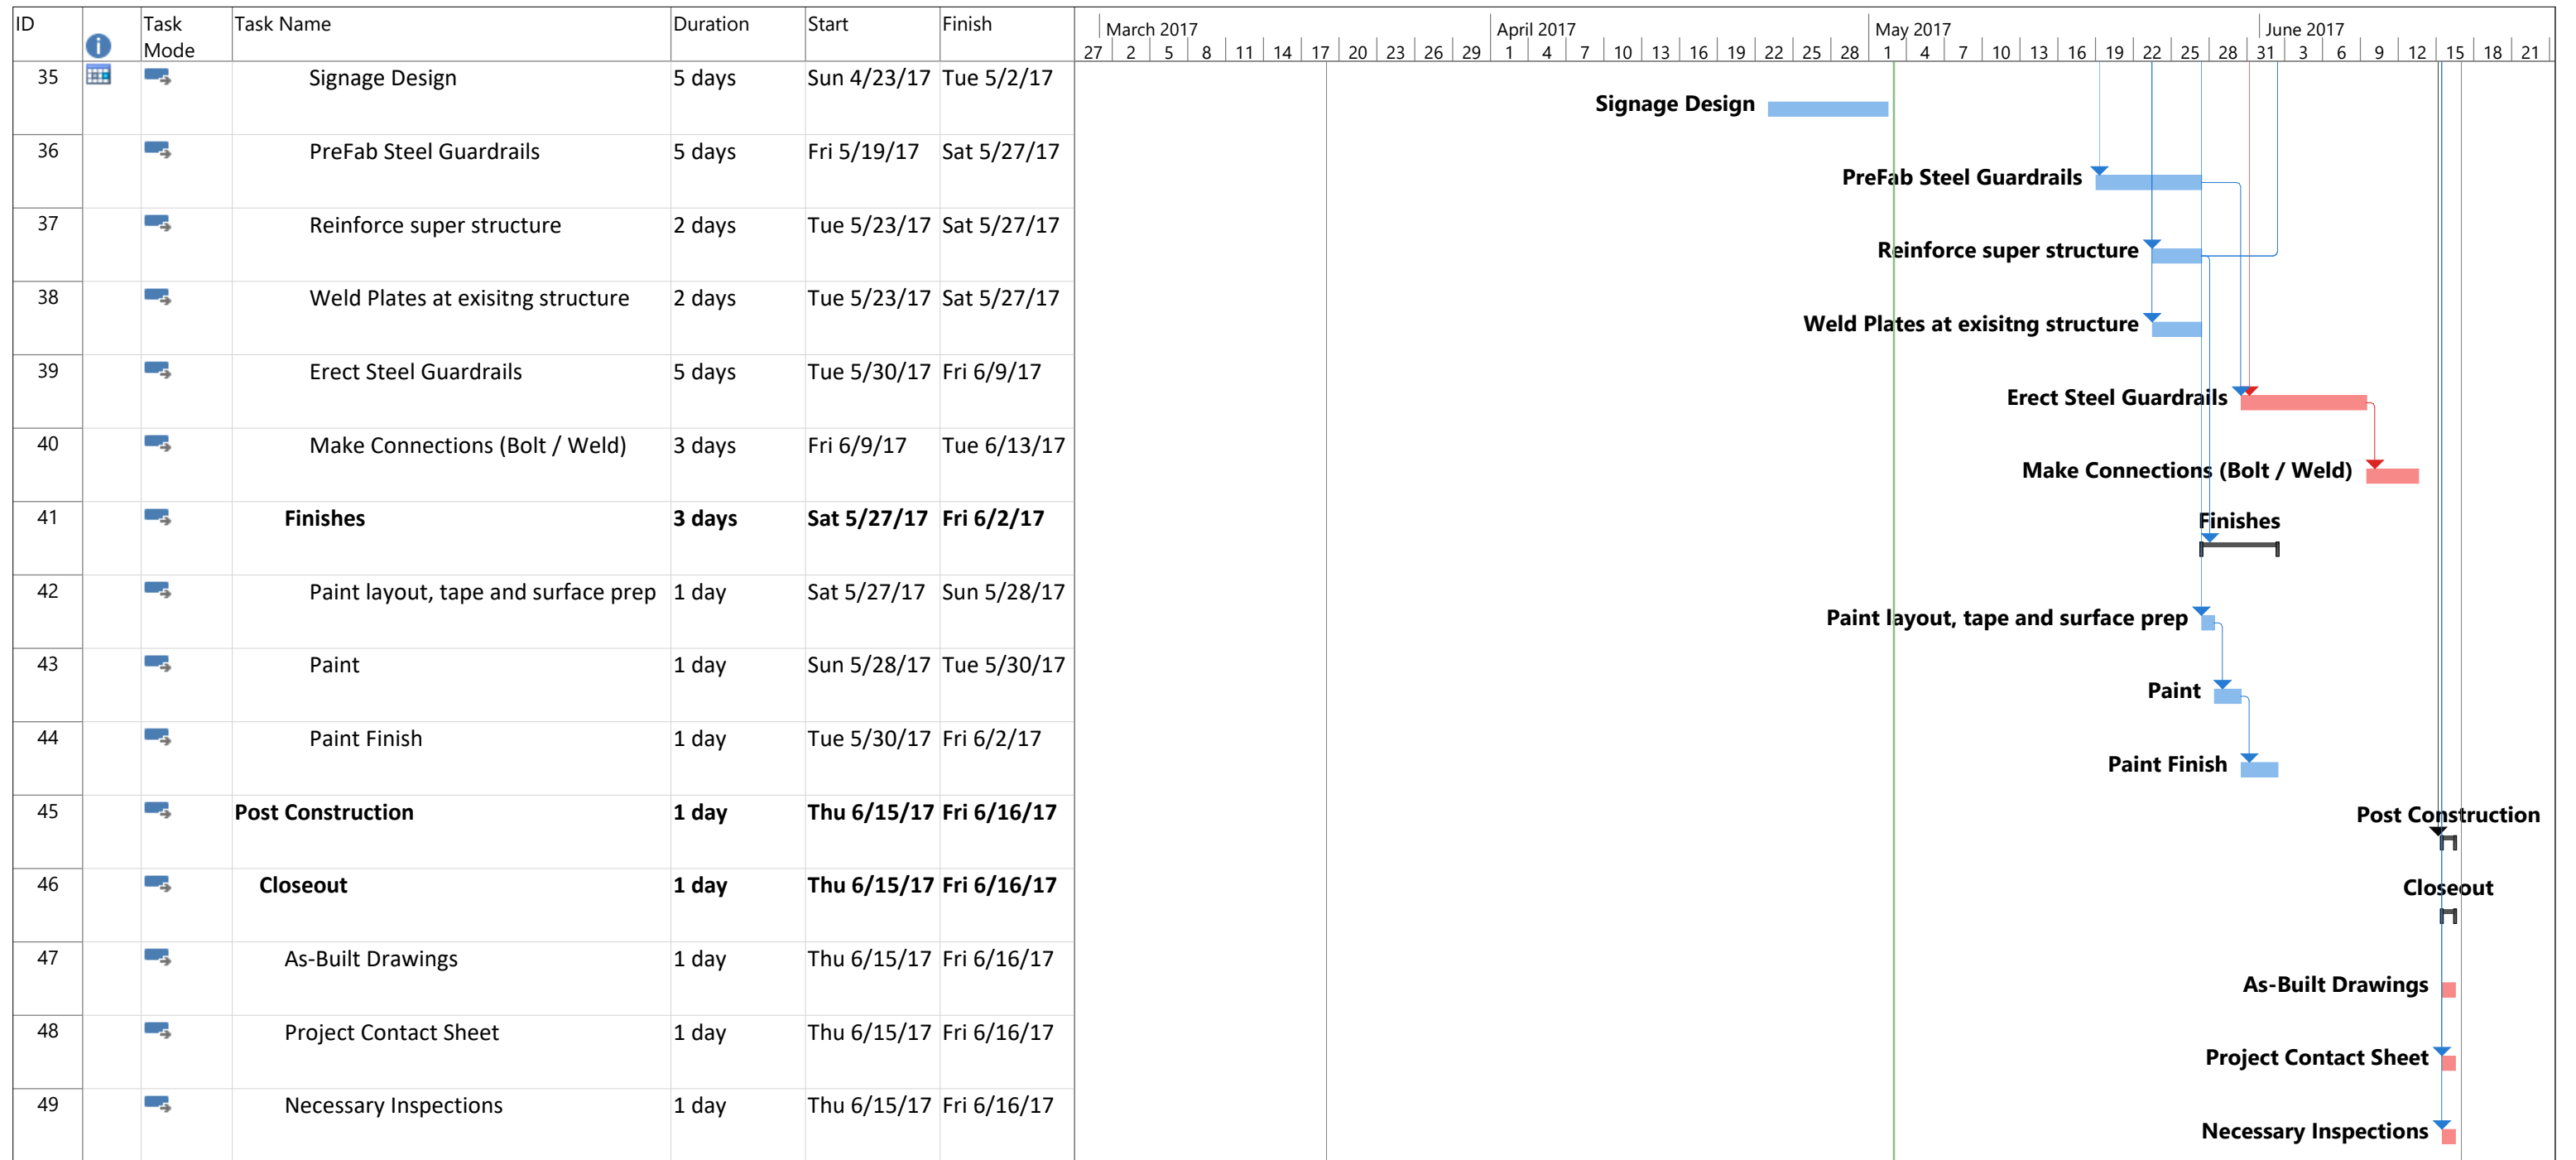 ID Task Mode Task Name Duration Start Finish
March 2017 April 2017 May 2017 June 2017
27 2 5 8 11 14 17 20 23 26 29 1 4 7 10 13 16 19 22 25 28 1 4 7 10 13 16 19 22 25 28 31 3 6 9 12 15 18 21
35 Signage Design 5 days Sun 4/23/17 Tue 5/2/17
Signage Design
36 PreFab Steel Guardrails 5 days Fri 5/19/17 Sat 5/27/17
PreFab Steel Guardrails
37 Reinforce super structure 2 days Tue 5/23/17 Sat 5/27/17
Reinforce super structure
38 Weld Plates at exisitng structure 2 days Tue 5/23/17 Sat 5/27/17
Weld Plates at exisitng structure
39 Erect Steel Guardrails 5 days Tue 5/30/17 Fri 6/9/17
Erect Steel Guardrails
40 Make Connections (Bolt / Weld) 3 days Fri 6/9/17 Tue 6/13/17
Make Connections (Bolt / Weld)
41 Finishes 3 days Sat 5/27/17 Fri 6/2/17
Finishes
42 Paint layout, tape and surface prep 1 day Sat 5/27/17 Sun 5/28/17
Paint layout, tape and surface prep
43 Paint 1 day Sun 5/28/17 Tue 5/30/17
Paint
44 Paint Finish 1 day Tue 5/30/17 Fri 6/2/17
Paint Finish
45 Post Construction 1 day Thu 6/15/17 Fri 6/16/17
Post Construction
46 Closeout 1 day Thu 6/15/17 Fri 6/16/17
Closeout
47 As-Built Drawings 1 day Thu 6/15/17 Fri 6/16/17
As-Built Drawings
48 Project Contact Sheet 1 day Thu 6/15/17 Fri 6/16/17
Project Contact Sheet
49 Necessary Inspections 1 day Thu 6/15/17 Fri 6/16/17
Necessary Inspections